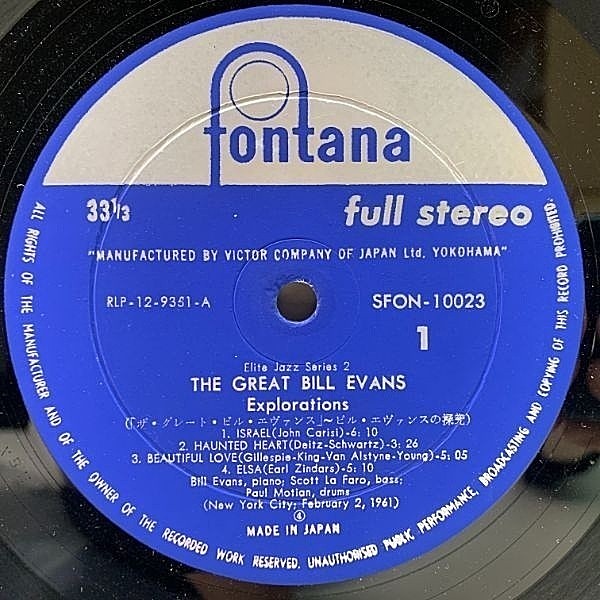 fontana
33⅓
full stereo
"MANUFACTURED BY VICTOR COMPANY OF JAPAN Ltd. YOKOHAMA"
RLP-12-9351-A
SFON-10023
1
Elite Jazz Series 2
THE GREAT BILL EVANS
Explorations
(「ザ・グレート・ビル・エヴァンス」~ビル・エヴァンスの探究)
1. ISRAEL(John Carisi)-6: 10
2. HAUNTED HEART(Deitz-Schwartz)-3: 26
3. BEAUTIFUL LOVE(Gillespie-King-Van Alstyne-Young)-5: 05
4. ELSA(Earl Zindars)-5: 10
Bill Evans, piano; Scott La Faro, bass;
Paul Motian, drums
(New York City; February 2, 1961)
④
MADE IN JAPAN
ALL RIGHTS OF THE MANUFACTURER AND OF THE OWNER OF THE RECORDED WORK RESERVED. UNAUTHORISED PUBLIC PERFORMANCE, BROADCASTING AND COPYING OF THIS RECORD PROHIBITED.